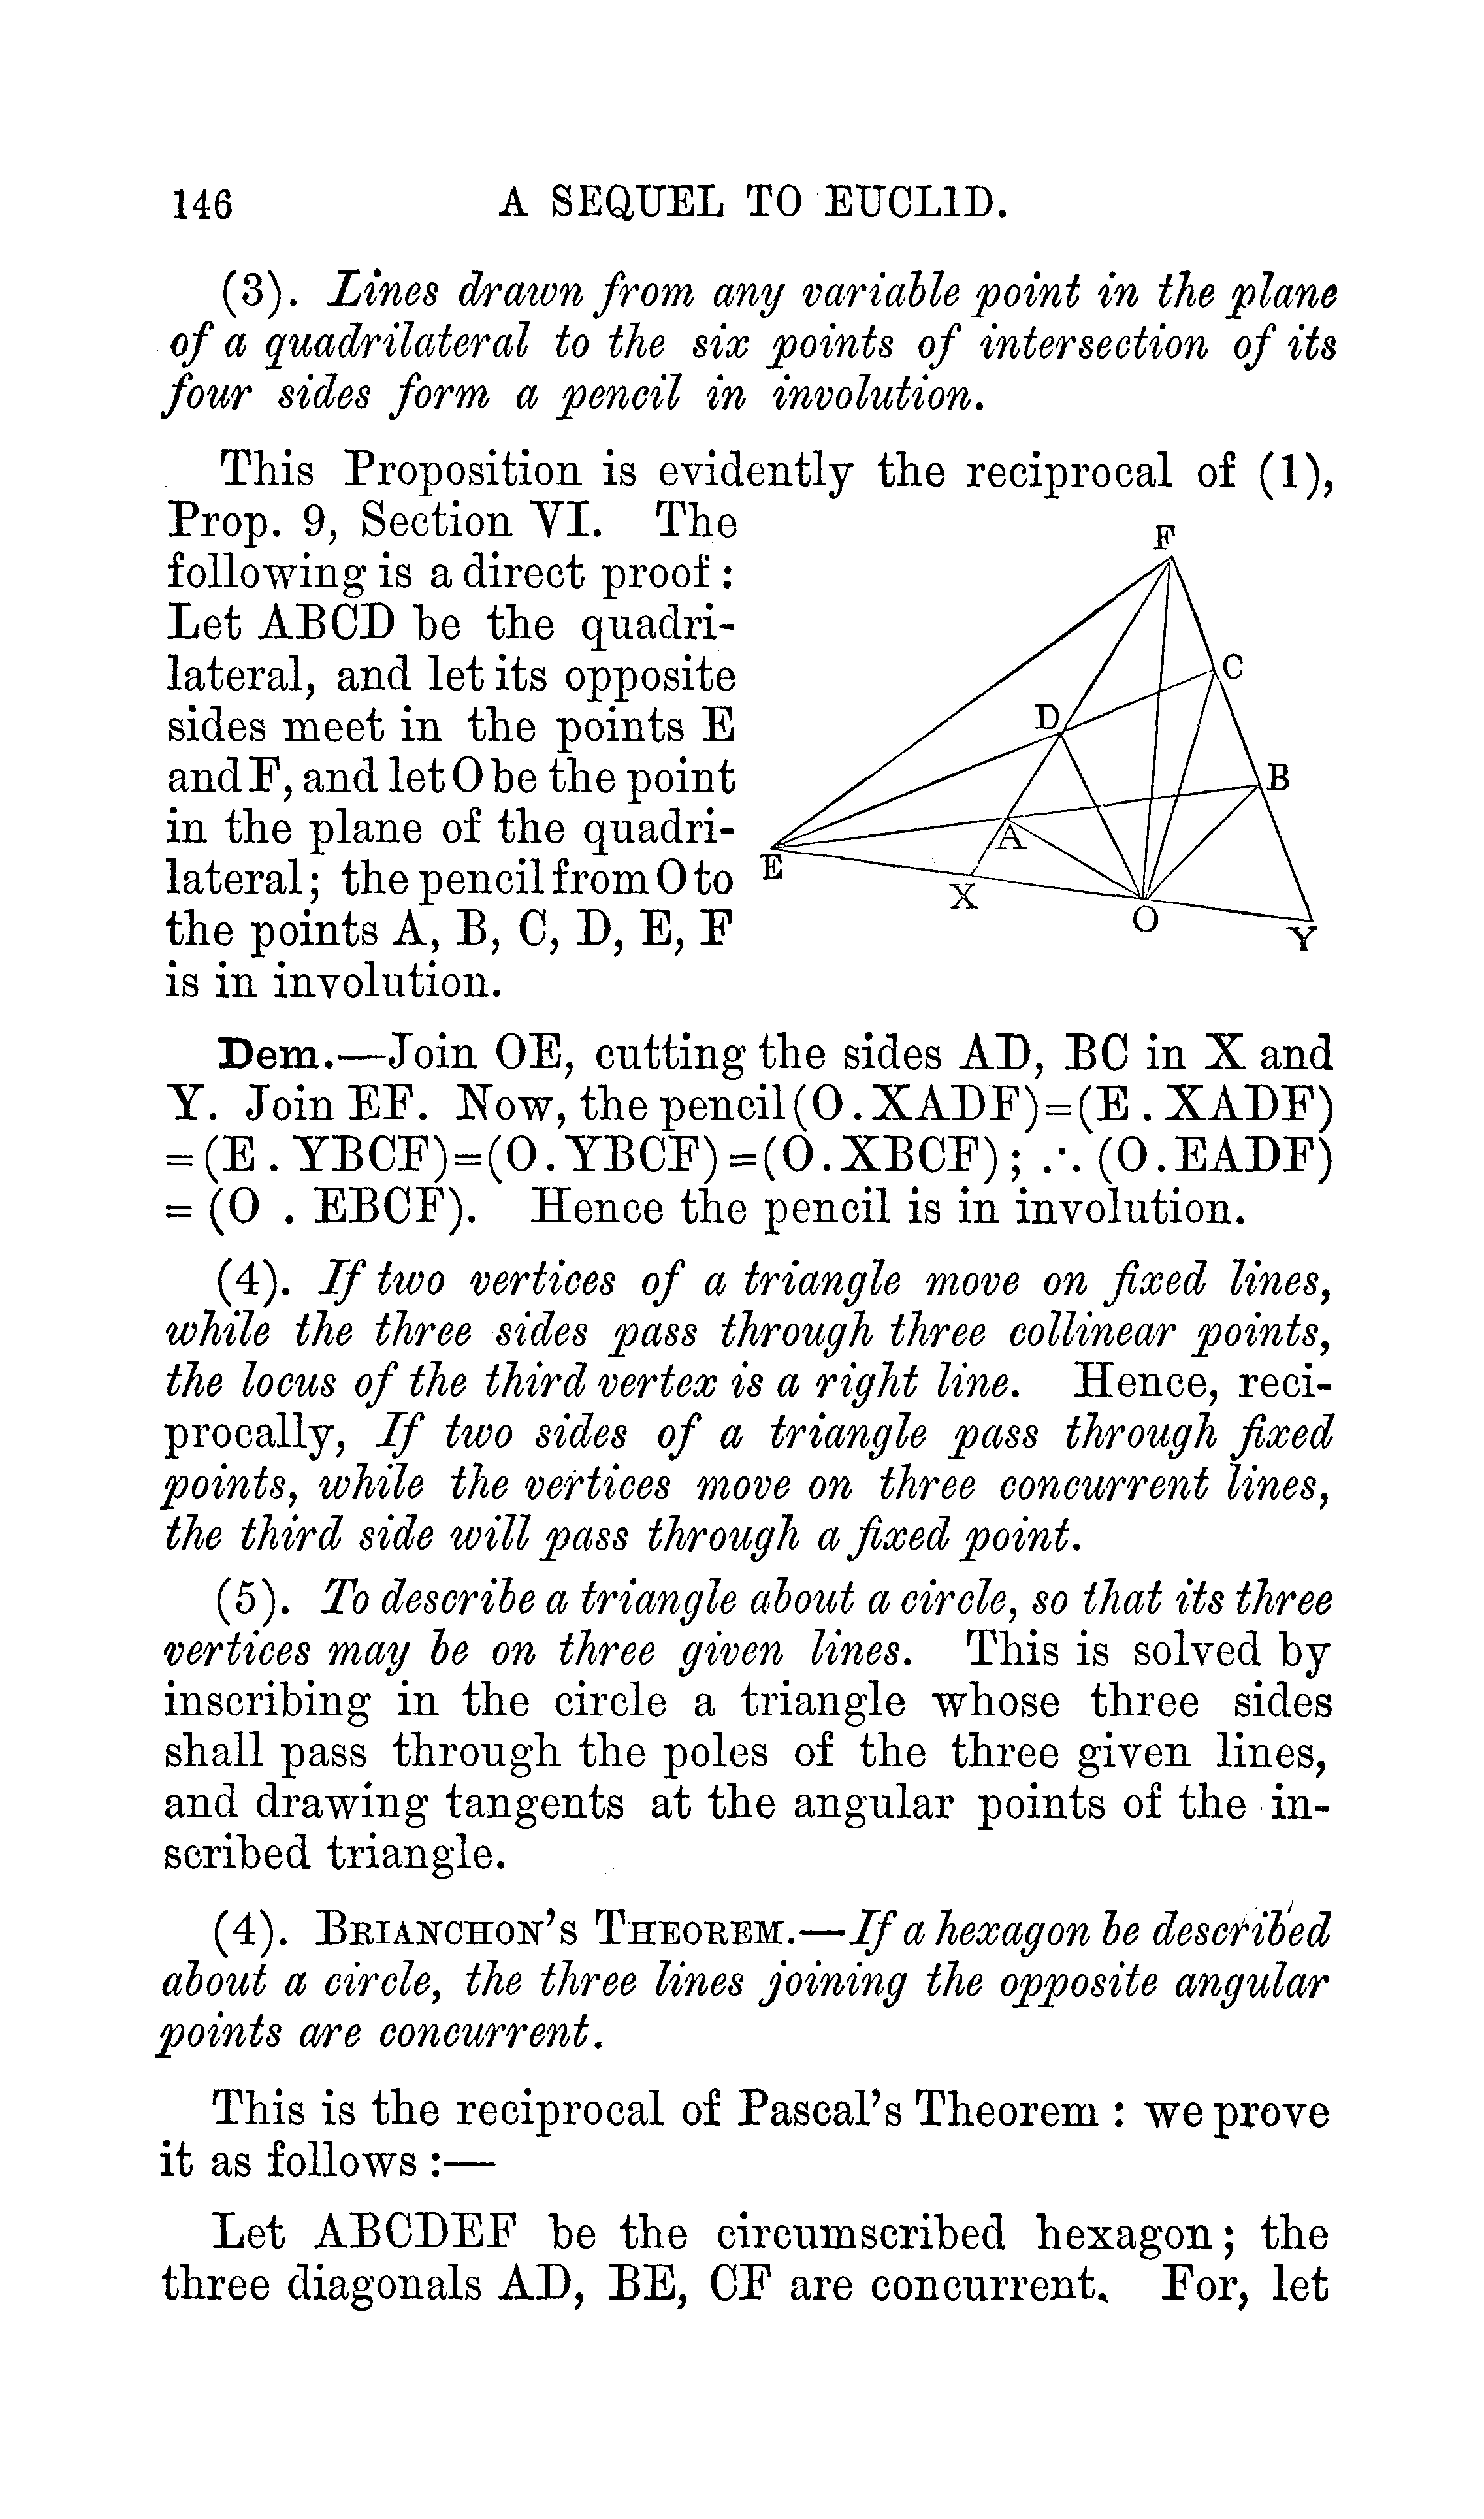 146 A SEQUEL TO EUCL1D.
(3). Lines drawn from any variable point in the plane
of a quadrilateral to the six points of intersection of its
four sides form a pencil in involution.
This Proposition is evidently the reciprocal of (1),
Prop. 9, Section VI. The
following is a direct proof:
Let ABCD be the quadri-
lateral, and let its opposite
sides meet in the points E
and F, and let O be the point
in the plane of the quadri-
lateral; the pencil from O to
the points A, B, C, D, E, F
is in involution.
F
C
D
B
A
E
X
O
Y
Dem.—Join OE, cutting the sides AD, BC in X and
Y. Join EF. Now, the pencil (O . XADF)=(E . XADF)
=(E . YBCF)=(O . YBCF)=(O . XBCF); ∴ (O . EADF)
= (O . EBCF). Hence the pencil is in involution.
(4). If two vertices of a triangle move on fixed lines,
while the three sides pass through three collinear points,
the locus of the third vertex is a right line. Hence, reci-
procally, If two sides of a triangle pass through fixed
points, while the vertices move on three concurrent lines,
the third side will pass through a fixed point.
(5). To describe a triangle about a circle, so that its three
vertices may be on three given lines. This is solved by
inscribing in the circle a triangle whose three sides
shall pass through the poles of the three given lines,
and drawing tangents at the angular points of the in-
scribed triangle.
(4). BRIANCHON'S THEOREM.—If a hexagon be described
about a circle, the three lines joining the opposite angular
points are concurrent.
This is the reciprocal of Pascal's Theorem : we prove
it as follows :—
Let ABCDEF be the circumscribed hexagon; the
three diagonals AD, BE, CF are concurrent. For, let